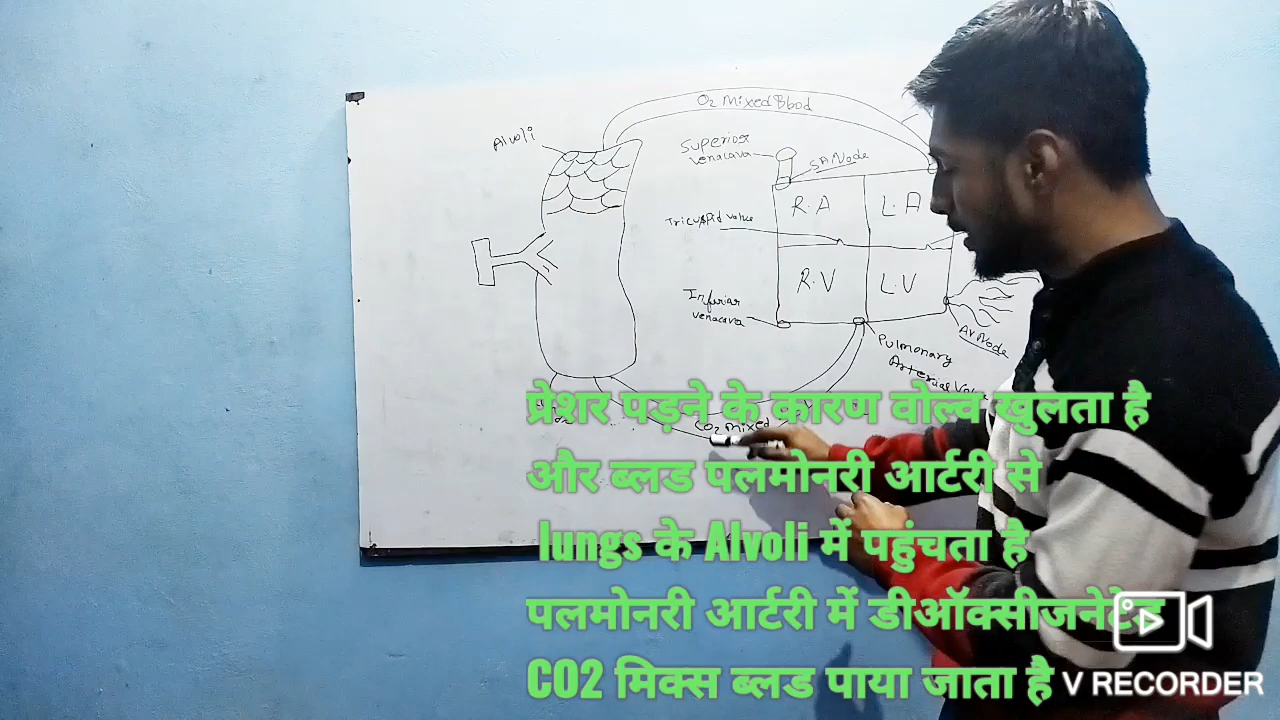 O2 Mixed Blood
Alvoli
Superior
venacava
SA Node
R.A
L.A
Tricuspid valve
R.V
L.V
Inferior
venacava
AV Node
Pulmonary
Arterial Valve
CO2 Mixed
प्रेशर पड़ने के कारण वोल्व खुलता है
और ब्लड पलमोनरी आर्टरी से
lungs के Alvoli में पहुंचता है
पलमोनरी आर्टरी में डीऑक्सीजनेटेड
CO2 मिक्स ब्लड पाया जाता है
V RECORDER